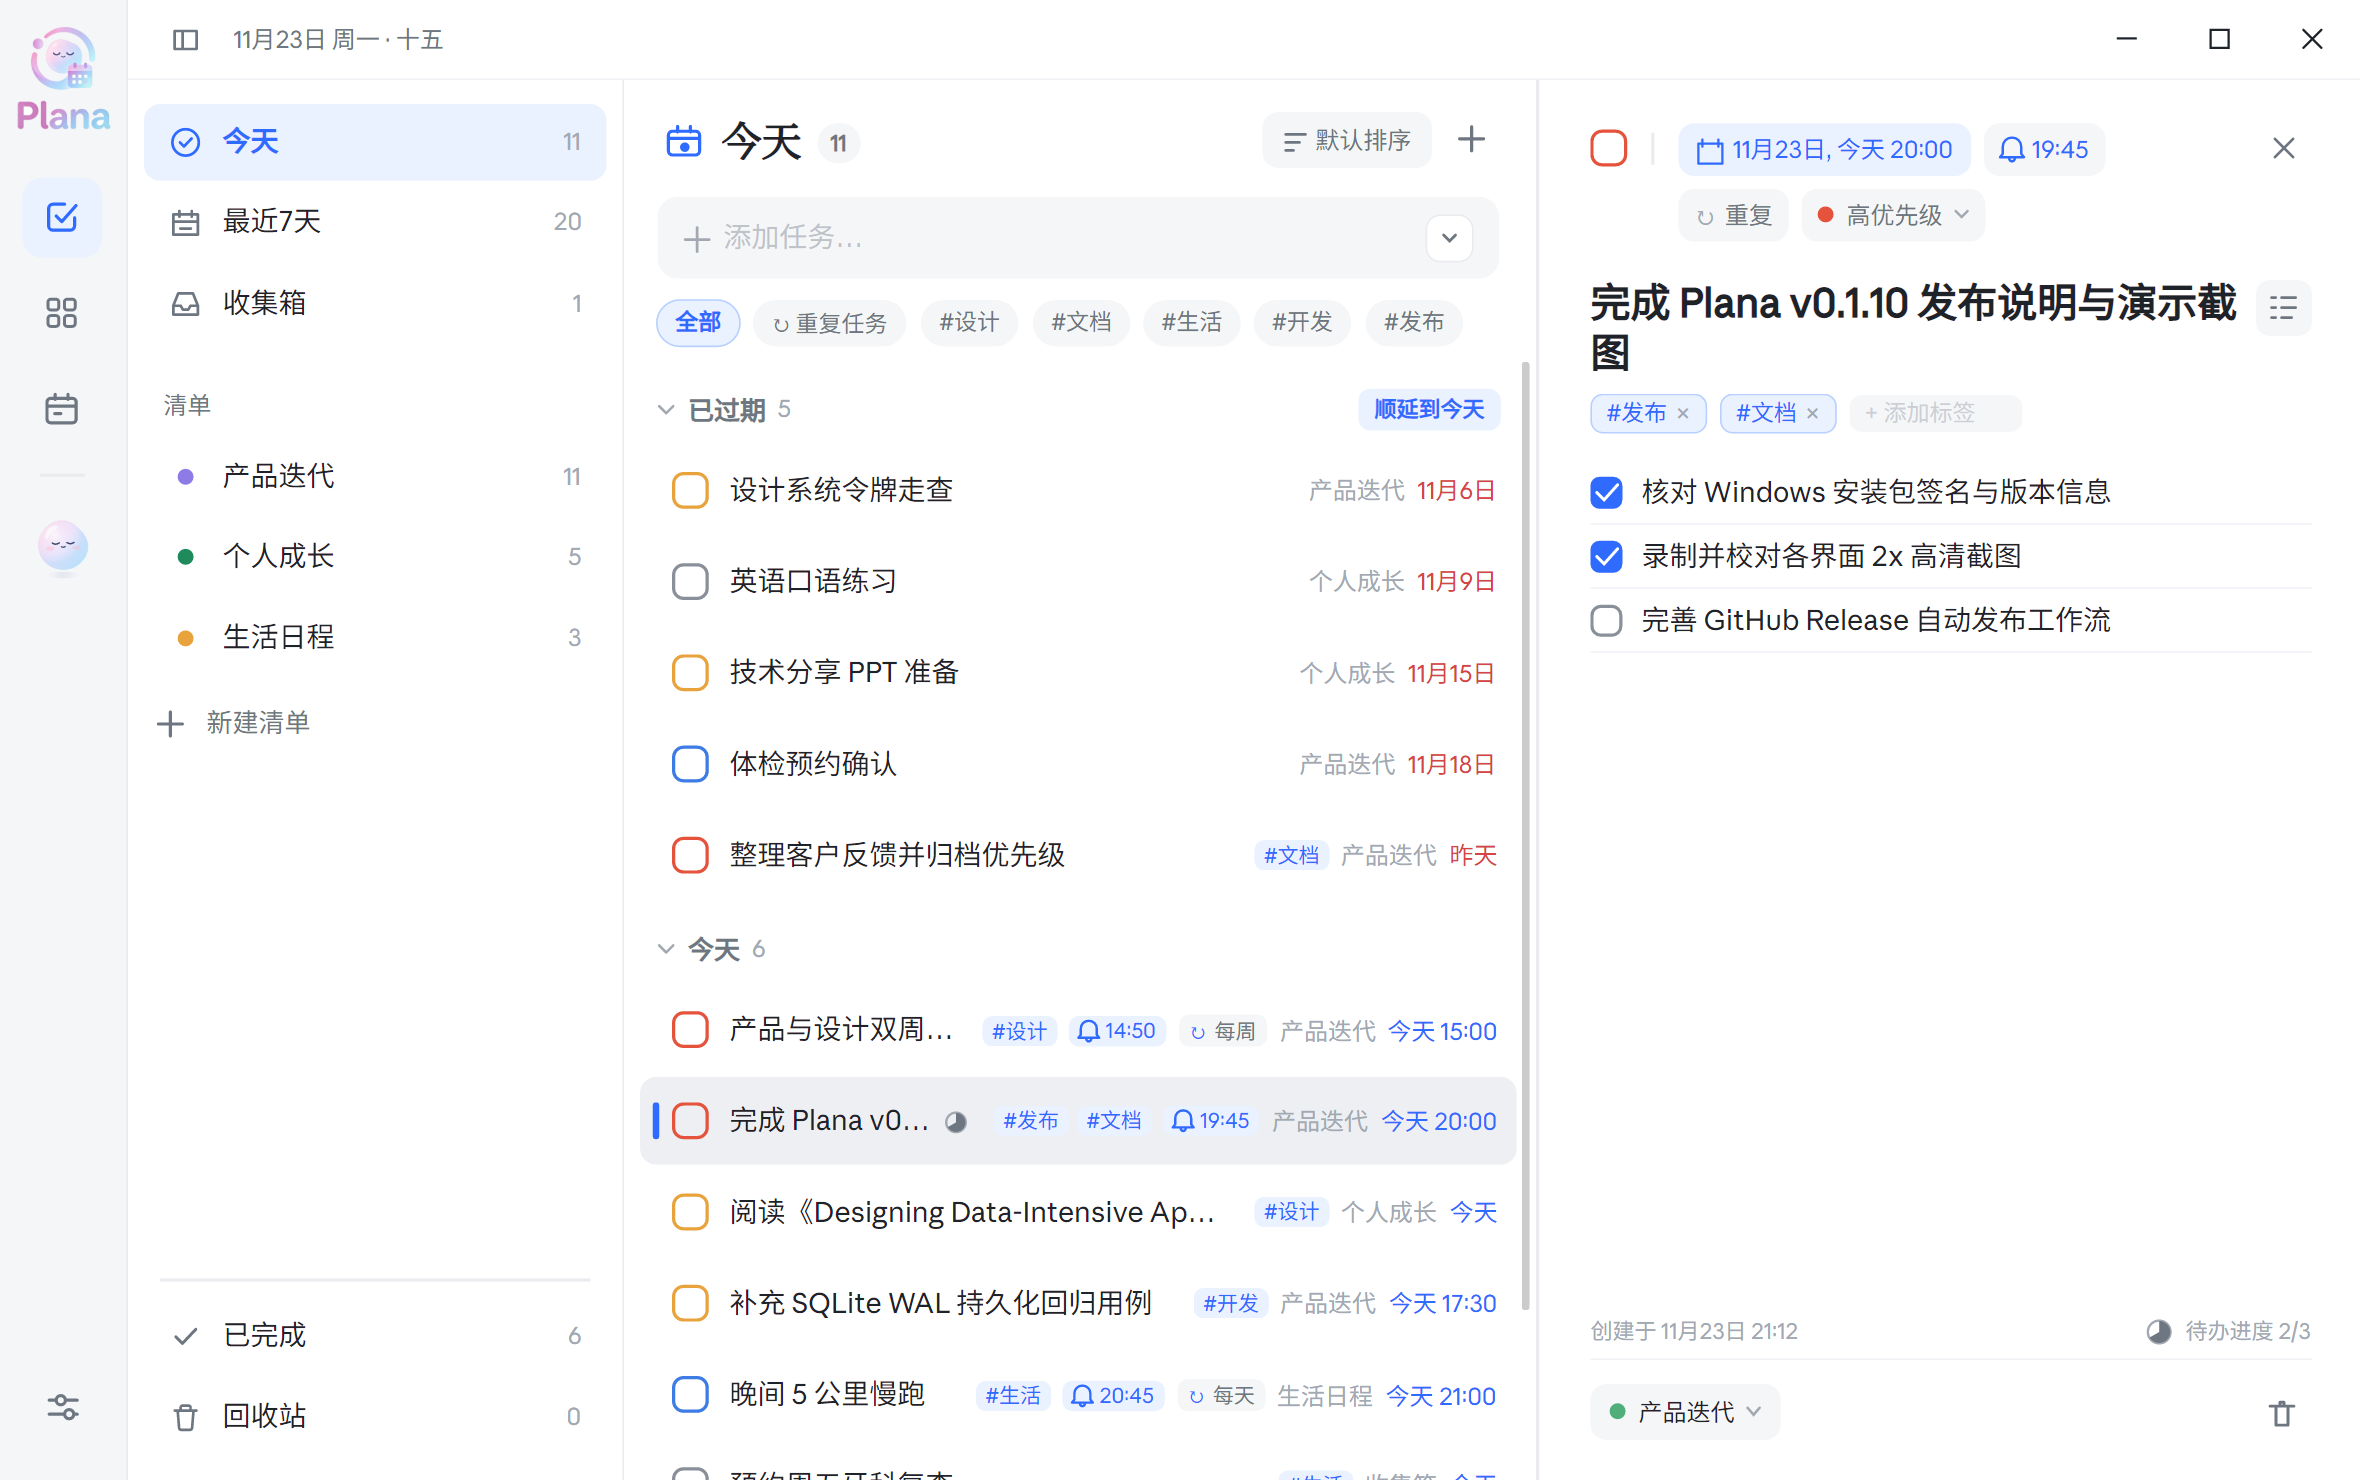 Plana
11月23日 周一 · 十五
今天 11
最近7天 20
收集箱 1
清单
产品迭代 11
个人成长 5
生活日程 3
新建清单
已完成 6
回收站 0
今天 11
默认排序
添加任务...
全部
重复任务
#设计
#文档
#生活
#开发
#发布
已过期 5
顺延到今天
设计系统令牌走查 产品迭代 11月6日
英语口语练习 个人成长 11月9日
技术分享 PPT 准备 个人成长 11月15日
体检预约确认 产品迭代 11月18日
整理客户反馈并归档优先级 #文档 产品迭代 昨天
今天 6
产品与设计双周... #设计 14:50 每周 产品迭代 今天 15:00
完成 Plana v0... #发布 #文档 19:45 产品迭代 今天 20:00
阅读《Designing Data-Intensive Ap... #设计 个人成长 今天
补充 SQLite WAL 持久化回归用例 #开发 产品迭代 今天 17:30
晚间 5 公里慢跑 #生活 20:45 每天 生活日程 今天 21:00
预约周五牙科复查 #生活 收集箱 今天
11月23日, 今天 20:00
19:45
重复
高优先级
完成 Plana v0.1.10 发布说明与演示截
图
#发布 ×
#文档 ×
+ 添加标签
核对 Windows 安装包签名与版本信息
录制并校对各界面 2x 高清截图
完善 GitHub Release 自动发布工作流
创建于 11月23日 21:12
待办进度 2/3
产品迭代